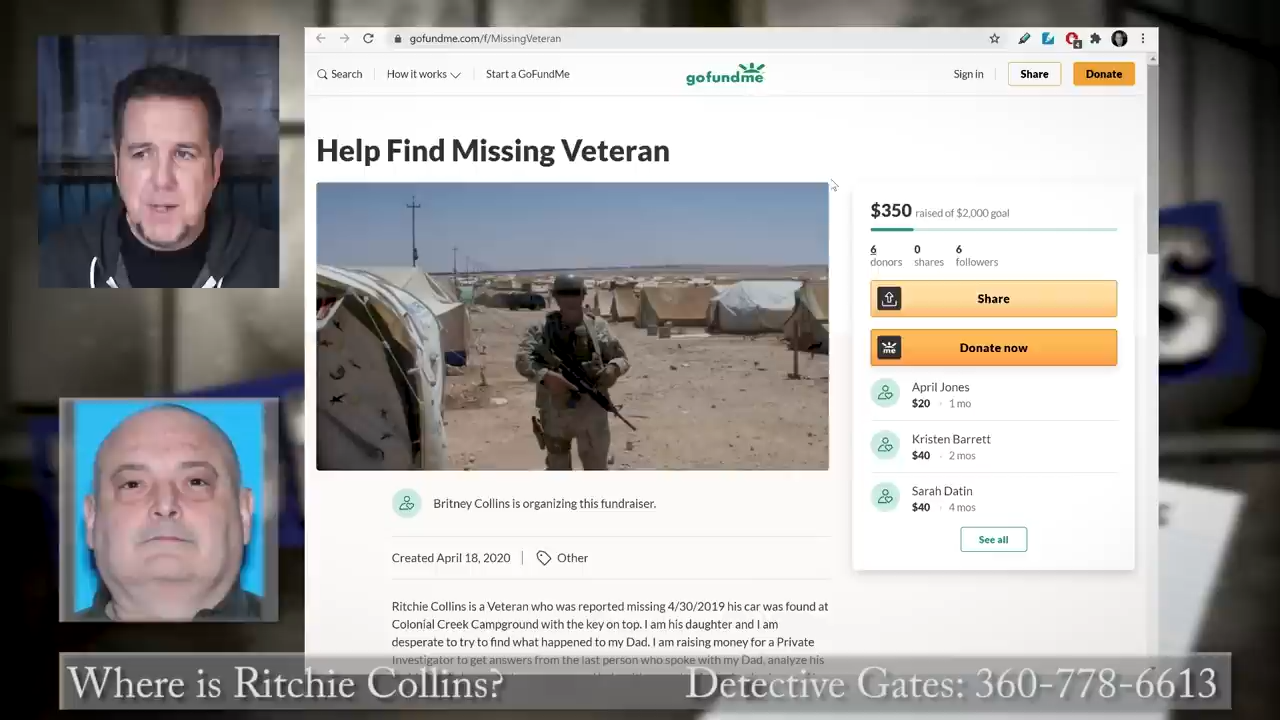 gofundme.com/f/MissingVeteran
Search
How it works
Start a GoFundMe
gofundme
Sign in
Share
Donate
Help Find Missing Veteran
$350 raised of $2,000 goal
6 donors
0 shares
6 followers
Share
me
Donate now
April Jones
$20 · 1 mo
Kristen Barrett
$40 · 2 mos
Sarah Datin
$40 · 4 mos
See all
Britney Collins is organizing this fundraiser.
Created April 18, 2020
Other
Ritchie Collins is a Veteran who was reported missing 4/30/2019 his car was found at
Colonial Creek Campground with the key on top. I am his daughter and I am
desperate to try to find what happened to my Dad. I am raising money for a Private
Investigator to get answers from the last person who spoke with my Dad, analyze his
Where is Ritchie Collins?
Detective Gates: 360-778-6613